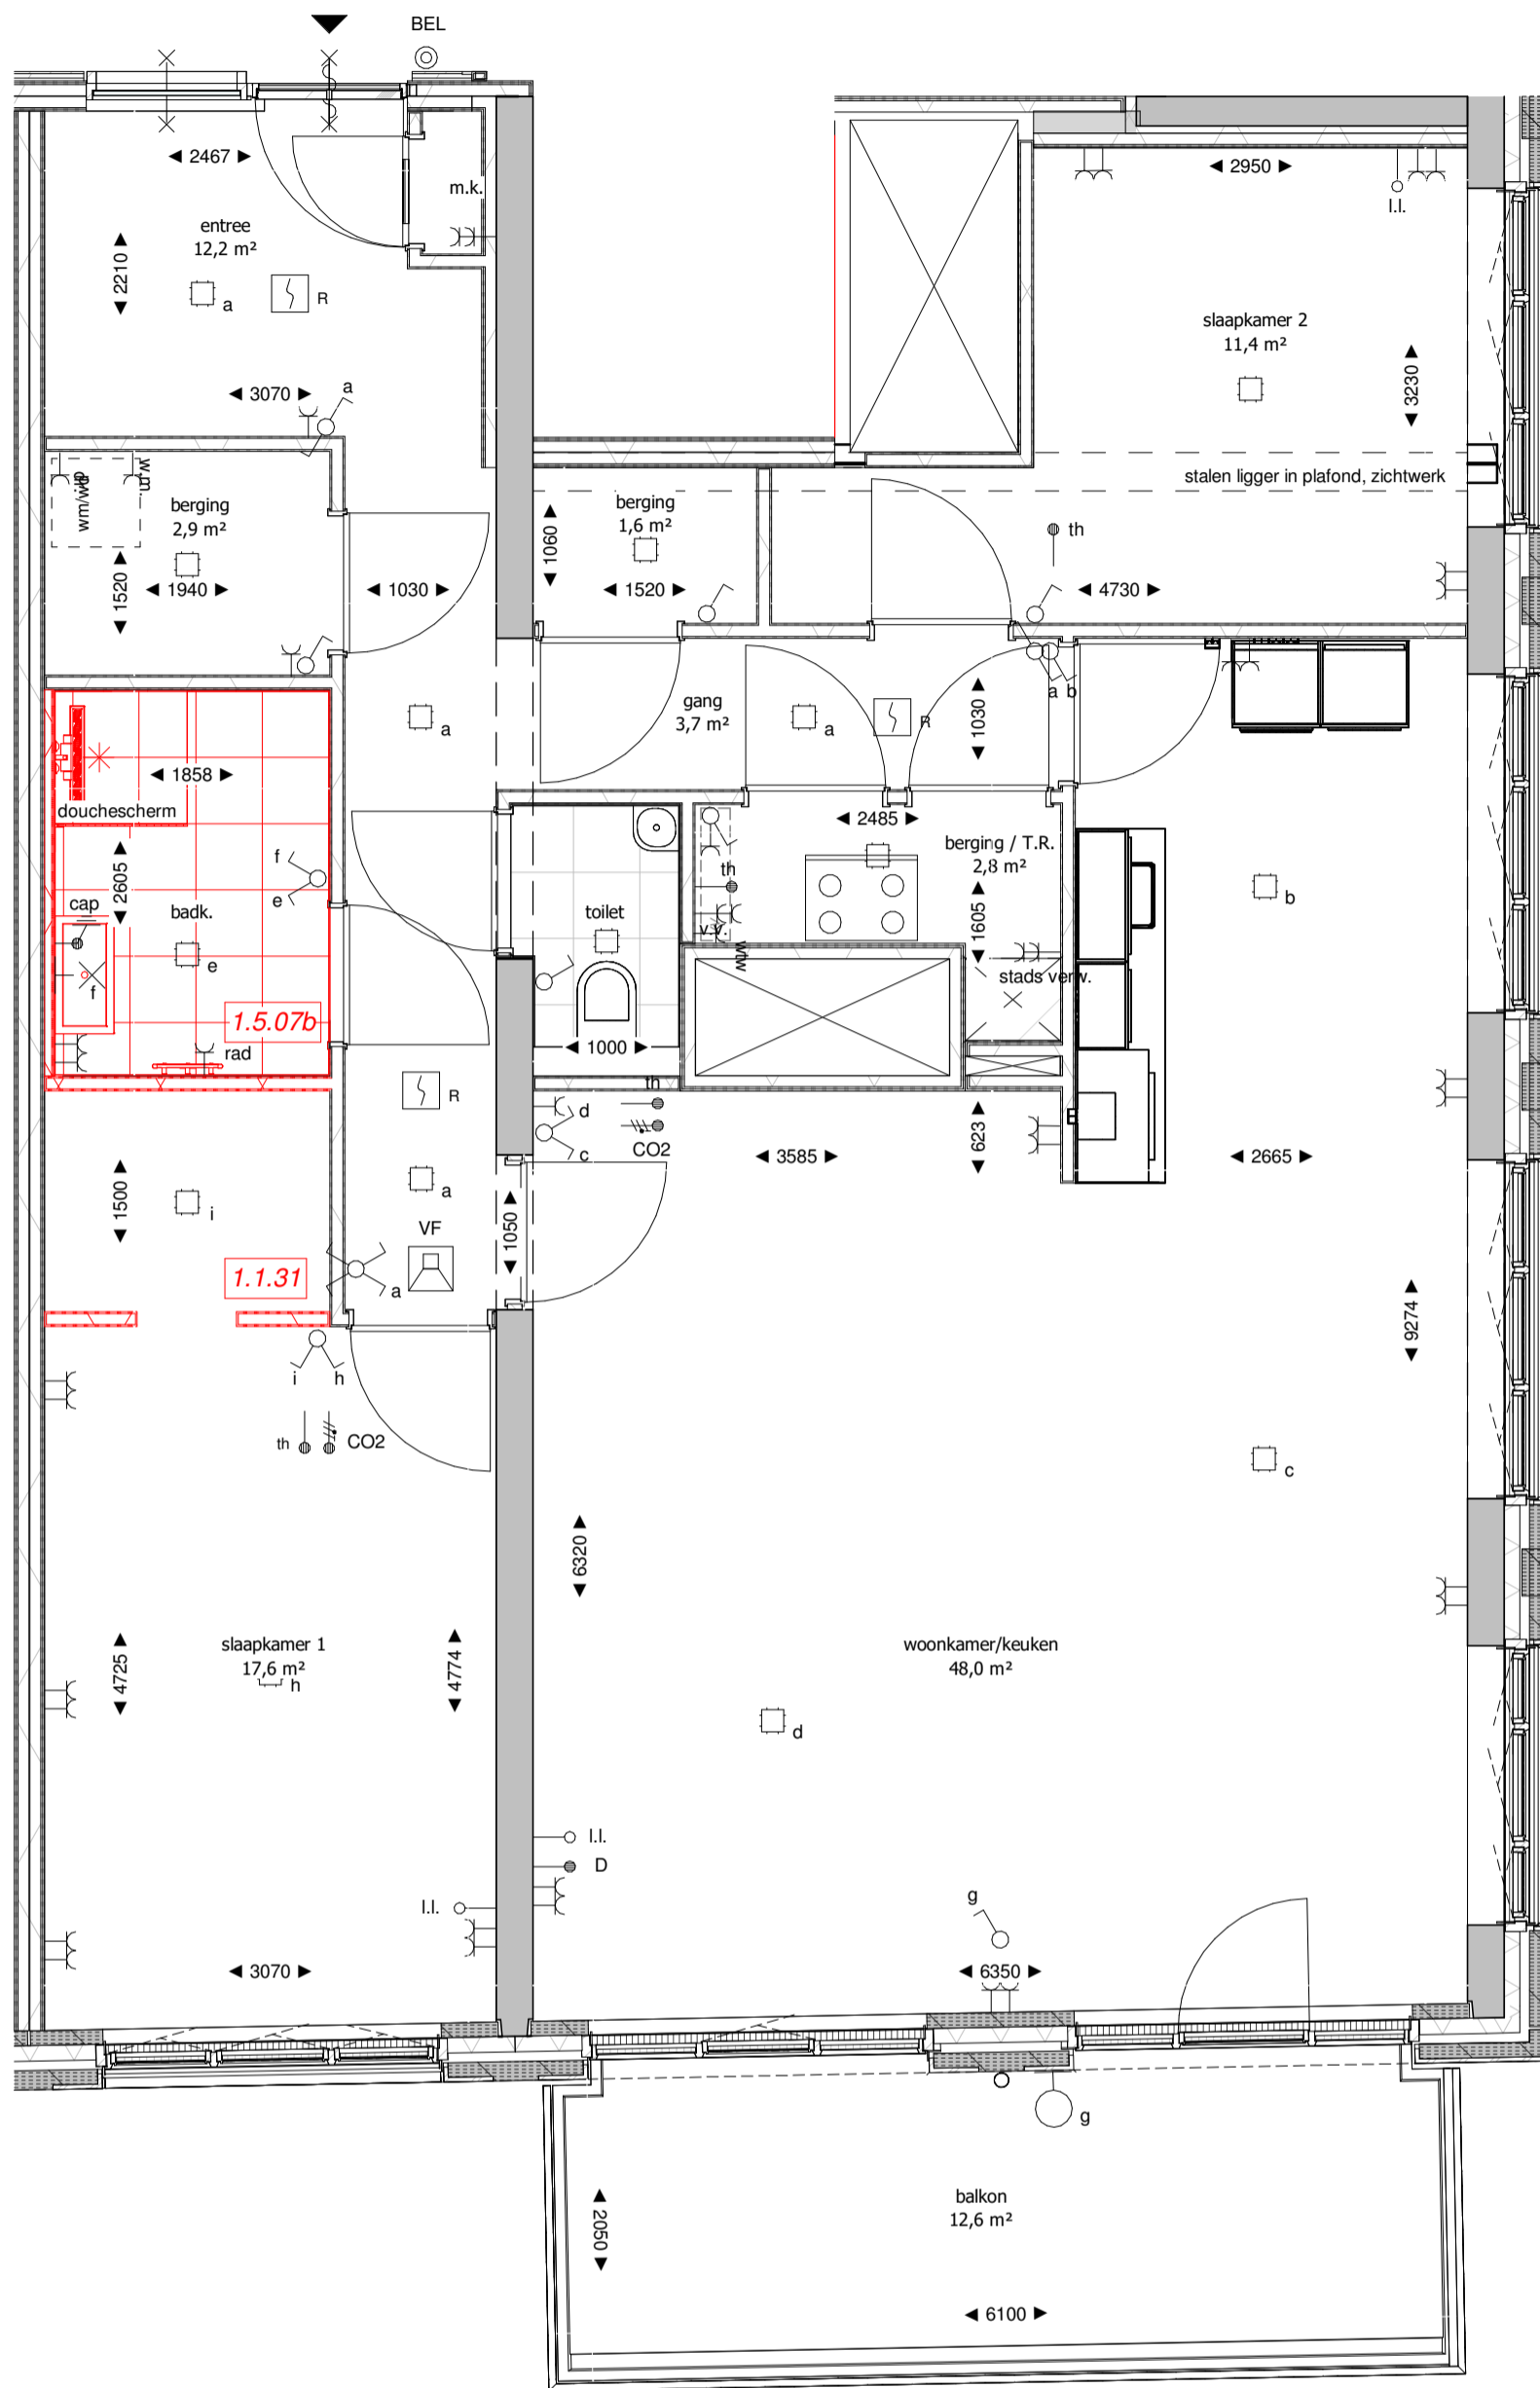 BEL
2467
m.k.
2950
l.l.
entree
12,2 m²
2210
a
R
slaapkamer 2
11,4 m²
3230
3070
a
stalen ligger in plafond, zichtwerk
wm/wd
w.m.
berging
2,9 m²
1520
1940
1030
berging
1,6 m²
1060
1520
th
4730
a
gang
3,7 m²
a
R
1030
a b
1858
douchescherm
2605
f
e
cap
badk.
e
f
1.5.07b
rad
toilet
1000
2485
berging / T.R.
2,8 m²
th
1605
v.v.
wtw
stads verw.
b
R
th
d
c
CO2
623
3585
2665
1500
i
a
VF
1050
1.1.31
a
9274
i
h
th
CO2
c
6320
slaapkamer 1
17,6 m²
h
4725
4774
woonkamer/keuken
48,0 m²
d
l.l.
D
l.l.
g
3070
6350
g
balkon
12,6 m²
2050
6100